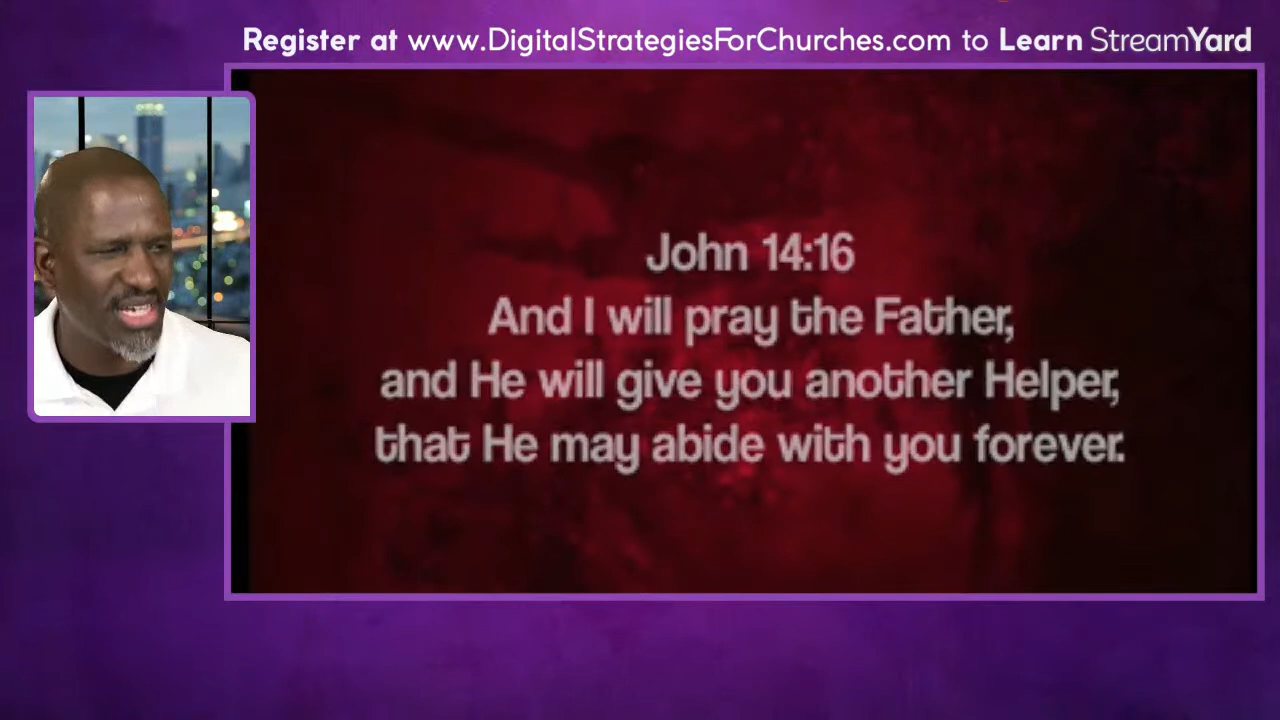 Register at www.DigitalStrategiesForChurches.com to Learn StreamYard
John 14:16
And I will pray the Father,
and He will give you another Helper,
that He may abide with you forever.